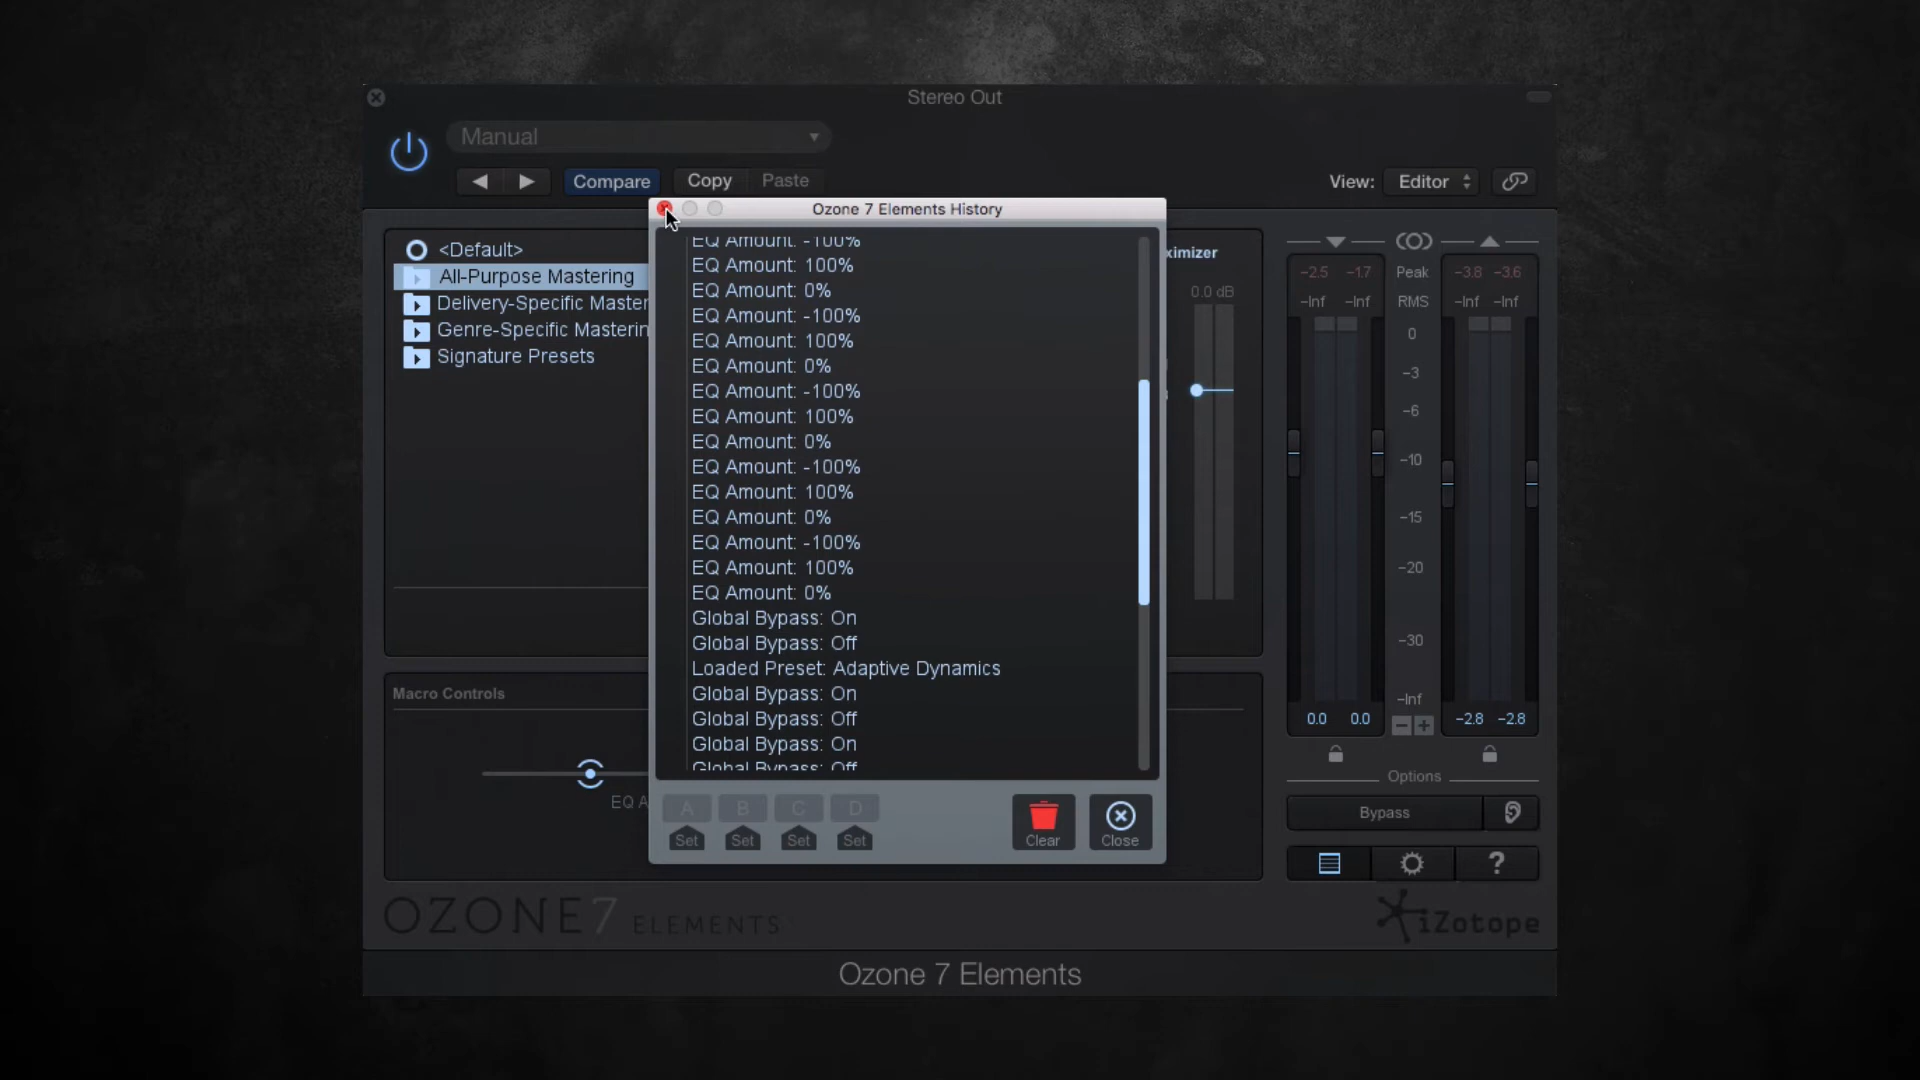 Stereo Out
Manual
Compare
Copy
Paste
View:
Editor
Ozone 7 Elements History
<Default>
All-Purpose Mastering
Delivery-Specific Master
Genre-Specific Masterin
Signature Presets
EQ Amount: -100%
EQ Amount: 100%
EQ Amount: 0%
EQ Amount: -100%
EQ Amount: 100%
EQ Amount: 0%
EQ Amount: -100%
EQ Amount: 100%
EQ Amount: 0%
EQ Amount: -100%
EQ Amount: 100%
EQ Amount: 0%
EQ Amount: -100%
EQ Amount: 100%
EQ Amount: 0%
Global Bypass: On
Global Bypass: Off
Loaded Preset: Adaptive Dynamics
Global Bypass: On
Global Bypass: Off
Global Bypass: On
Global Bypass: Off
ximizer
0.0 dB
-2.5 -1.7 Peak -3.8 -3.6
-Inf -Inf RMS -Inf -Inf
0
-3
-6
-10
-15
-20
-30
-Inf
0.0 0.0 -2.8 -2.8
Macro Controls
EQ A
A B C D
Set Set Set Set
Clear
Close
Options
Bypass
?
OZONE 7 ELEMENTS
iZotope
Ozone 7 Elements